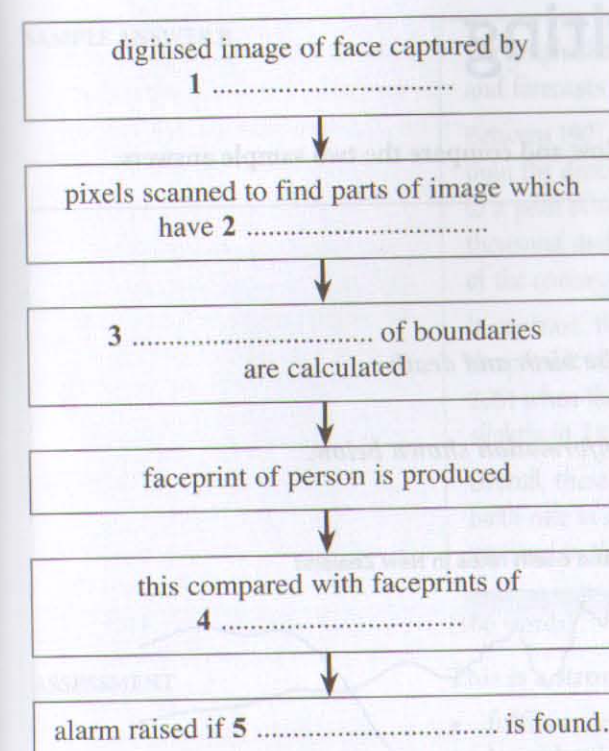 digitised image of face captured by
1 ................................
pixels scanned to find parts of image which
have 2 ................................
3 ................................ of boundaries
are calculated
faceprint of person is produced
this compared with faceprints of
4 ................................
alarm raised if 5 ................................ is found.